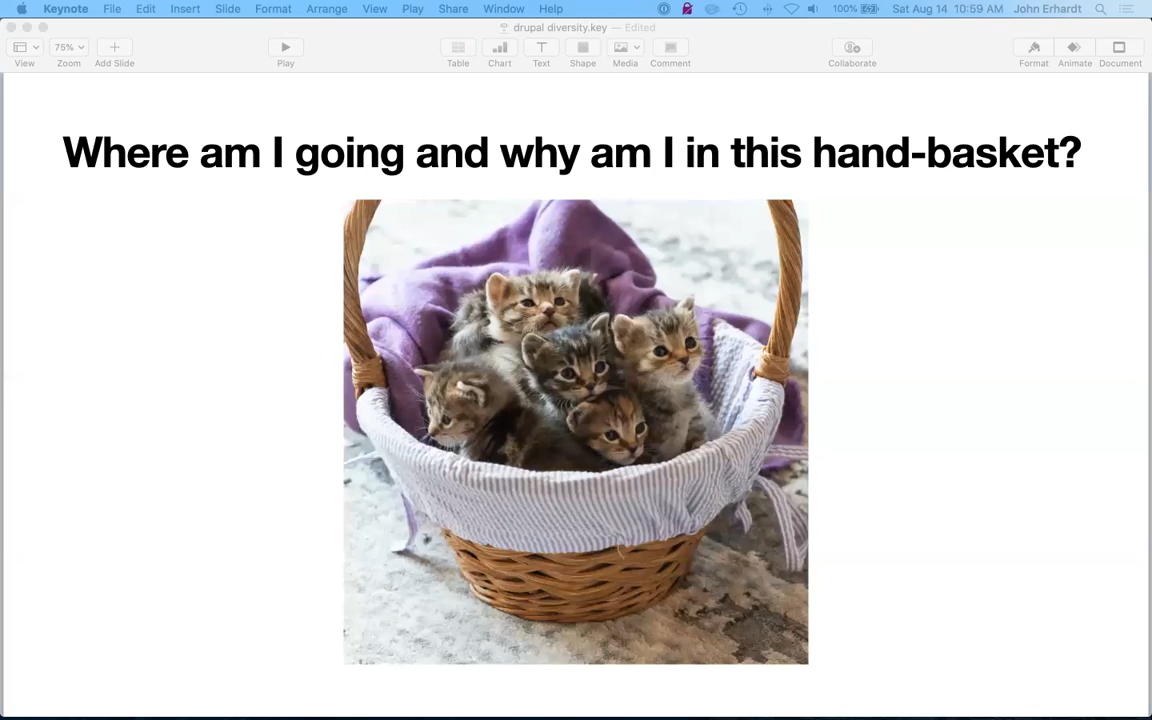 Keynote File Edit Insert Slide Format Arrange View Play Share Window Help 100% Sat Aug 14 10:59 AM John Erhardt
drupal diversity.key — Edited
75%
View Zoom Add Slide Play Table Chart Text Shape Media Comment Collaborate Format Animate Document
Where am I going and why am I in this hand-basket?